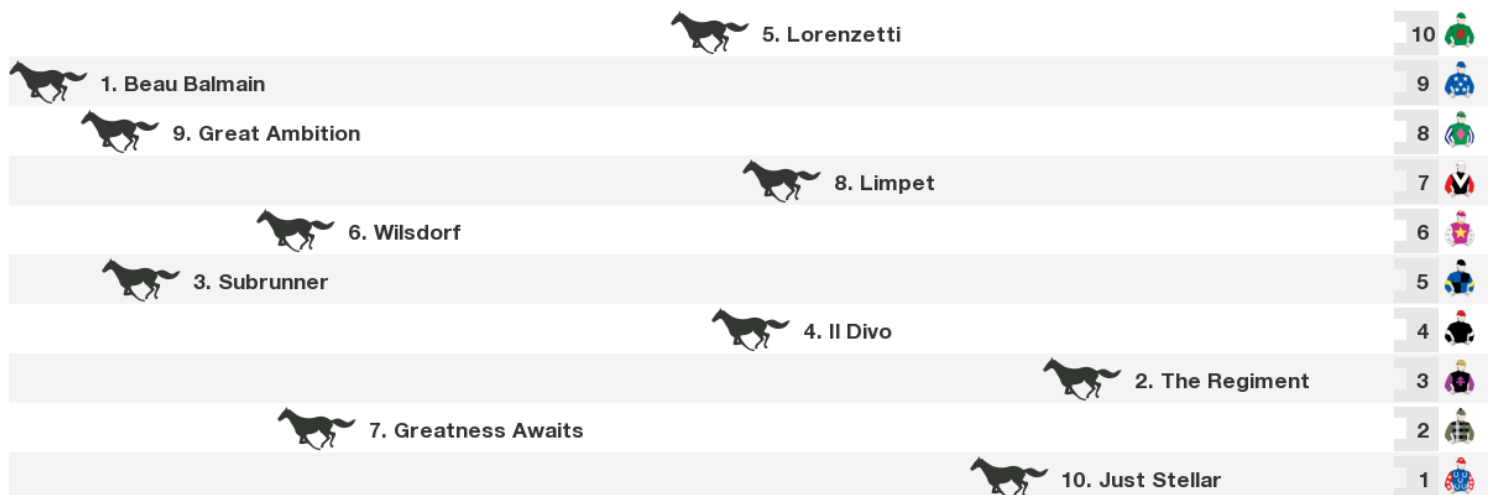 5. Lorenzetti 10
1. Beau Balmain 9
9. Great Ambition 8
8. Limpet 7
6. Wilsdorf 6
3. Subrunner 5
4. Il Divo 4
2. The Regiment 3
7. Greatness Awaits 2
10. Just Stellar 1